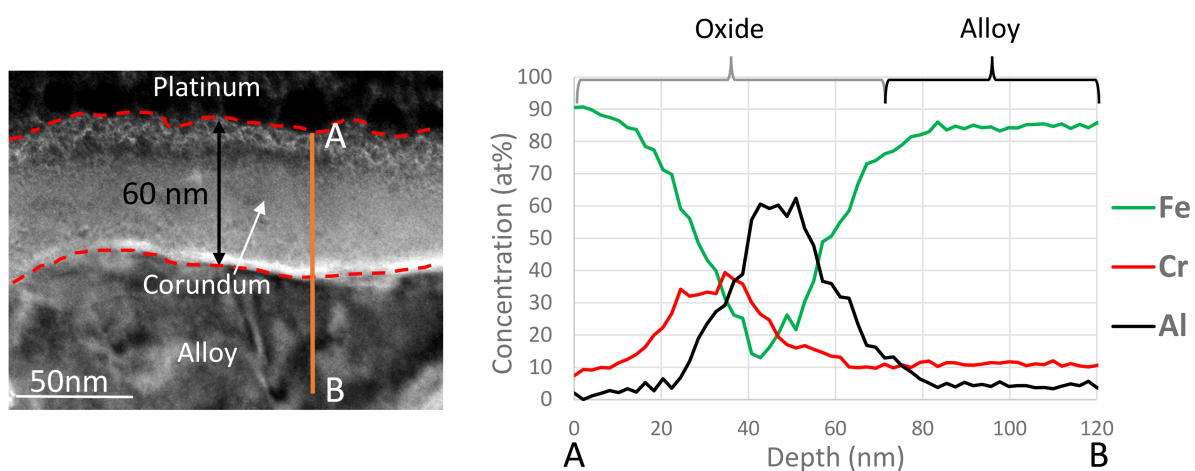 Platinum
A
60 nm
Corundum
Alloy
50nm
B
Oxide
Alloy
Concentration (at%)
100
90
80
70
60
50
40
30
20
10
0
0 20 40 60 80 100 120
A
Depth (nm)
B
Fe
Cr
Al